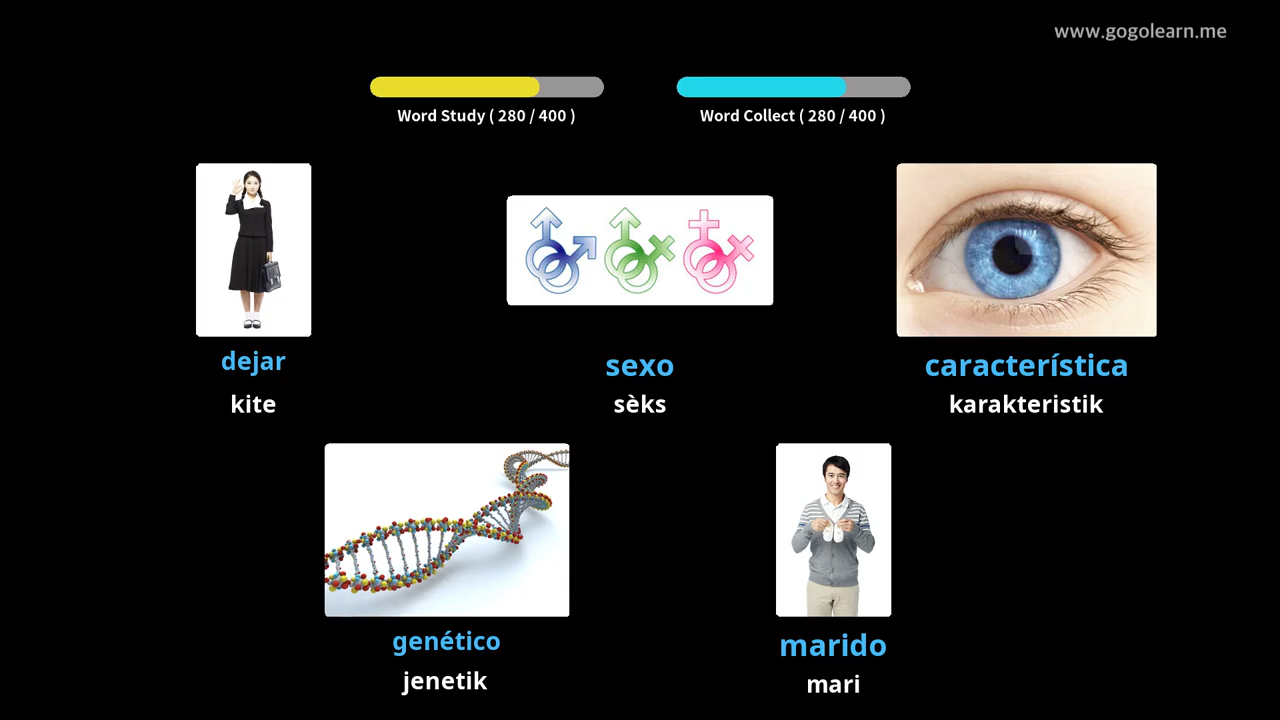 www.gogolearn.me
Word Study ( 280 / 400 )
Word Collect ( 280 / 400 )
dejar
kite
sexo
sèks
característica
karakteristik
genético
jenetik
marido
mari